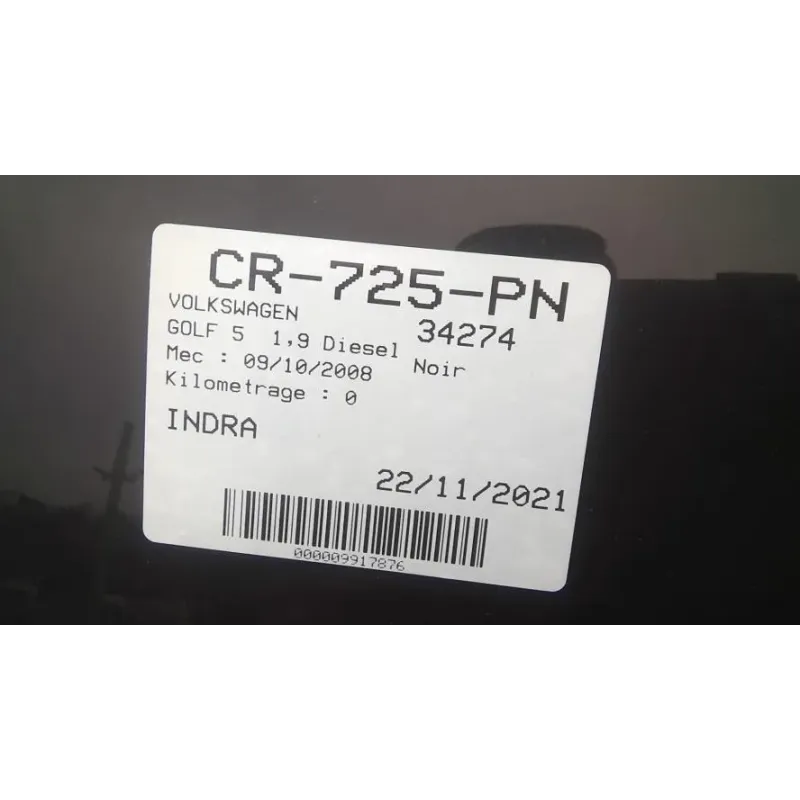 CR-725-PN
VOLKSWAGEN 34274
GOLF 5 1,9 Diesel Noir
Mec : 09/10/2008
Kilometrage : 0
INDRA
22/11/2021
000009917876